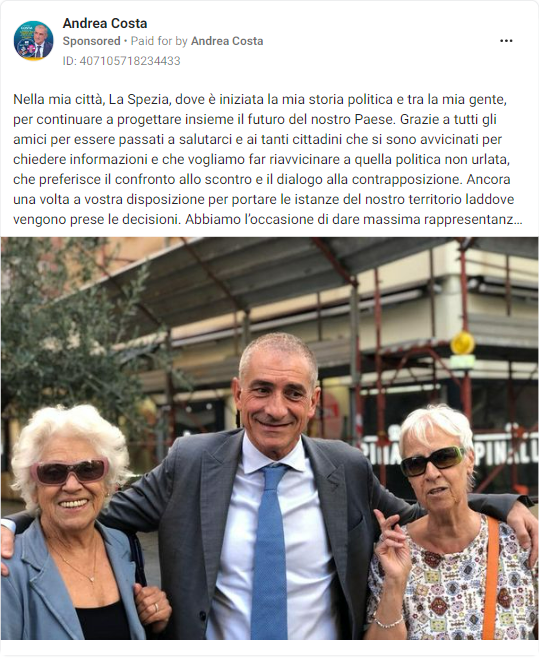 Andrea Costa
Sponsored • Paid for by Andrea Costa
ID: 407105718234433
Nella mia città, La Spezia, dove è iniziata la mia storia politica e tra la mia gente,
per continuare a progettare insieme il futuro del nostro Paese. Grazie a tutti gli
amici per essere passati a salutarci e ai tanti cittadini che si sono avvicinati per
chiedere informazioni e che vogliamo far riavvicinare a quella politica non urlata,
che preferisce il confronto allo scontro e il dialogo alla contrapposizione. Ancora
una volta a vostra disposizione per portare le istanze del nostro territorio laddove
vengono prese le decisioni. Abbiamo l'occasione di dare massima rappresentanz...